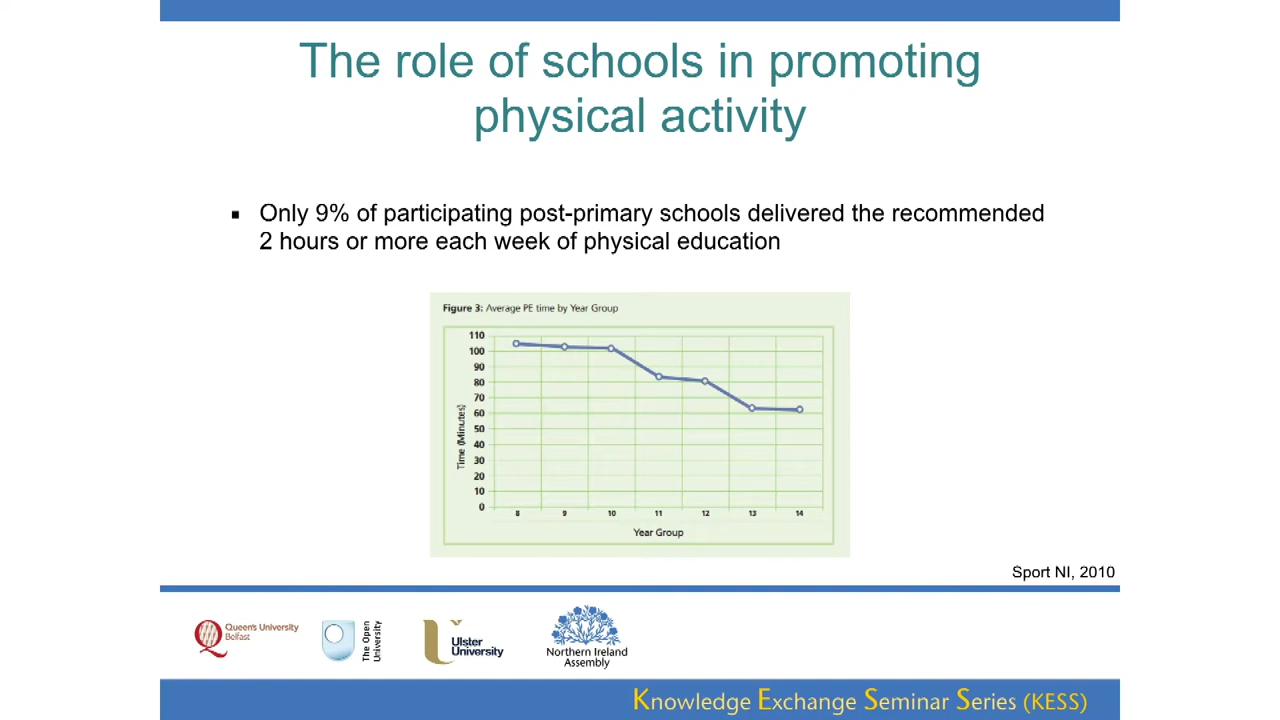 The role of schools in promoting
physical activity
▪ Only 9% of participating post-primary schools delivered the recommended
2 hours or more each week of physical education
Figure 3: Average PE time by Year Group
110
100
90
80
70
60
50
40
30
20
10
0
Time (Minutes)
8 9 10 11 12 13 14
Year Group
Sport NI, 2010
Queen's University
Belfast
The Open
University
Ulster
University
Northern Ireland
Assembly
Knowledge Exchange Seminar Series (KESS)